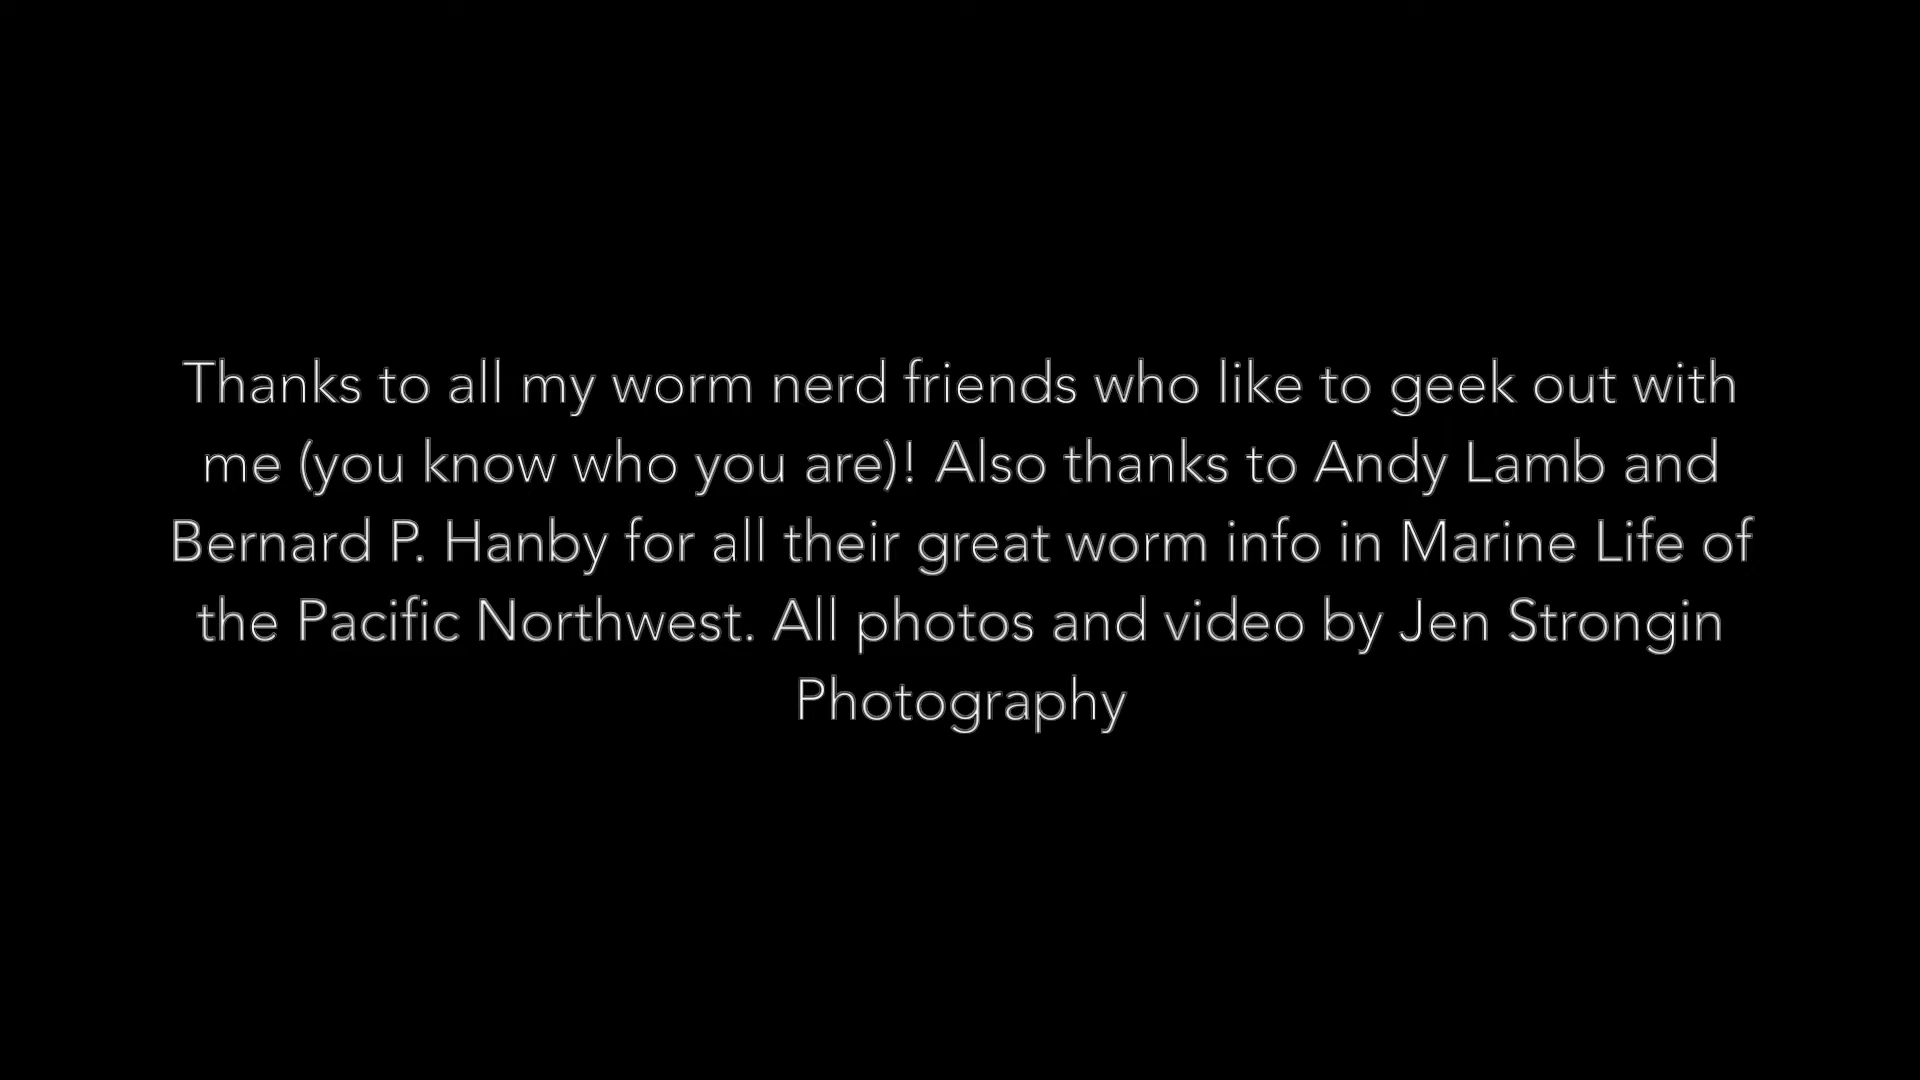 Thanks to all my worm nerd friends who like to geek out with
me (you know who you are)! Also thanks to Andy Lamb and
Bernard P. Hanby for all their great worm info in Marine Life of
the Pacific Northwest. All photos and video by Jen Strongin
Photography